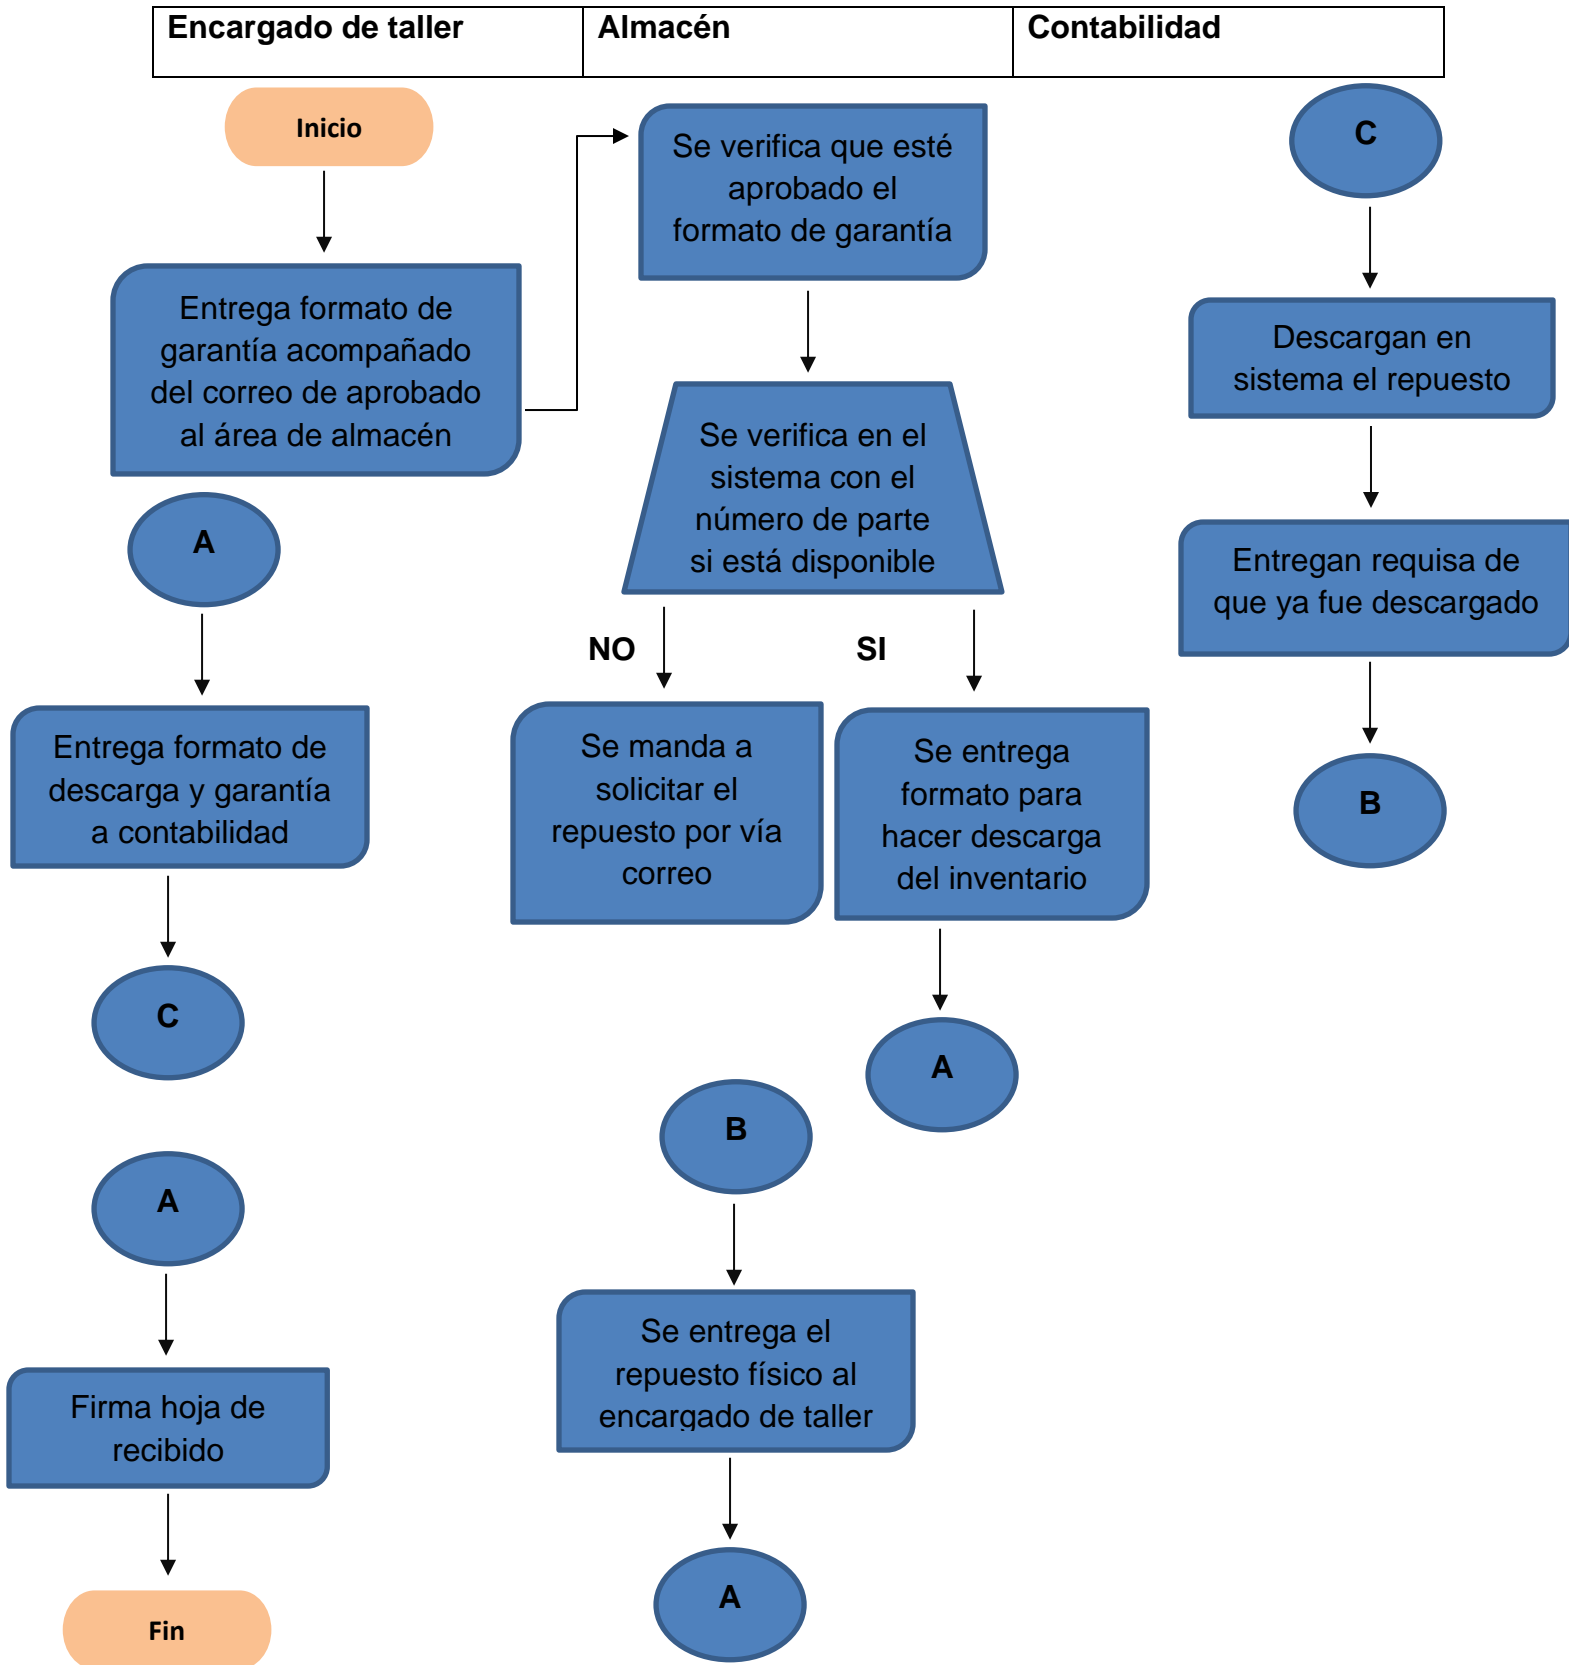 Encargado de taller
Almacén
Contabilidad
Inicio
Entrega formato de
garantía acompañado
del correo de aprobado
al área de almacén
A
Entrega formato de
descarga y garantía
a contabilidad
C
A
Firma hoja de
recibido
Fin
Se verifica que esté
aprobado el
formato de garantía
Se verifica en el
sistema con el
número de parte
si está disponible
NO
SI
Se manda a
solicitar el
repuesto por vía
correo
Se entrega
formato para
hacer descarga
del inventario
A
B
Se entrega el
repuesto físico al
encargado de taller
A
C
Descargan en
sistema el repuesto
Entregan requisa de
que ya fue descargado
B